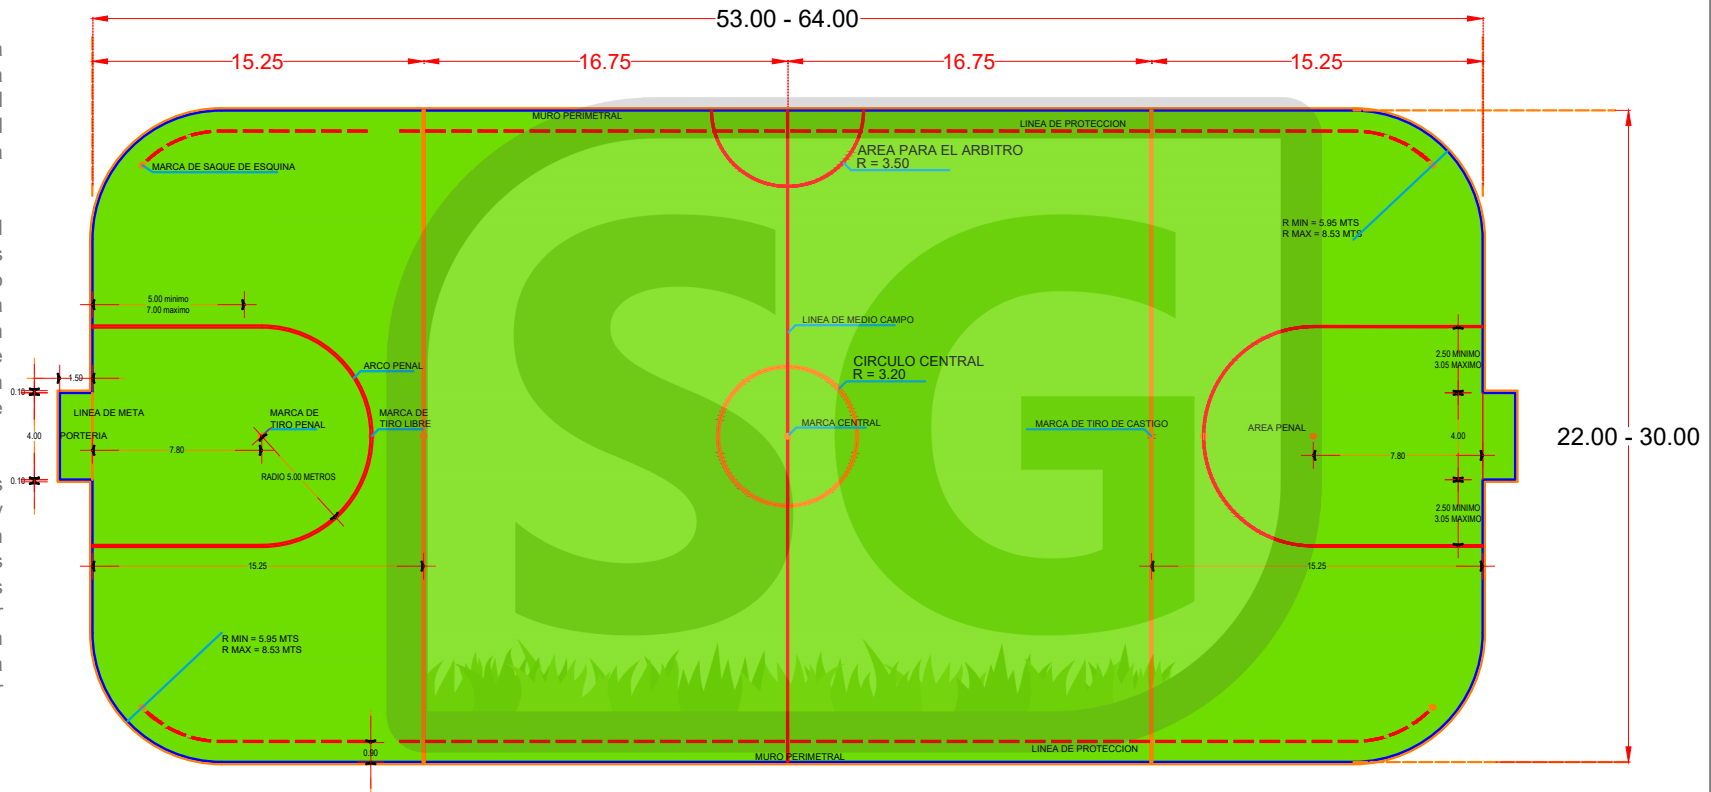 53.00 - 64.00
15.25
16.75
16.75
15.25
MURO PERIMETRAL
LINEA DE PROTECCION
AREA PARA EL ARBITRO
R = 3.50
MARCA DE SAQUE DE ESQUINA
R MIN = 5.95 MTS
R MAX = 8.53 MTS
5.00 minimo
7.00 maximo
LINEA DE MEDIO CAMPO
CIRCULO CENTRAL
R = 3.20
ARCO PENAL
2.50 MINIMO
3.05 MAXIMO
1.50
0.10
LINEA DE META
MARCA DE
TIRO PENAL
MARCA DE
TIRO LIBRE
MARCA CENTRAL
MARCA DE TIRO DE CASTIGO
AREA PENAL
4.00
PORTERIA
4.00
22.00 - 30.00
7.80
7.80
RADIO 5.00 METROS
0.10
2.50 MINIMO
3.05 MAXIMO
15.25
15.25
R MIN = 5.95 MTS
R MAX = 8.53 MTS
0.90
LINEA DE PROTECCION
MURO PERIMETRAL
SG